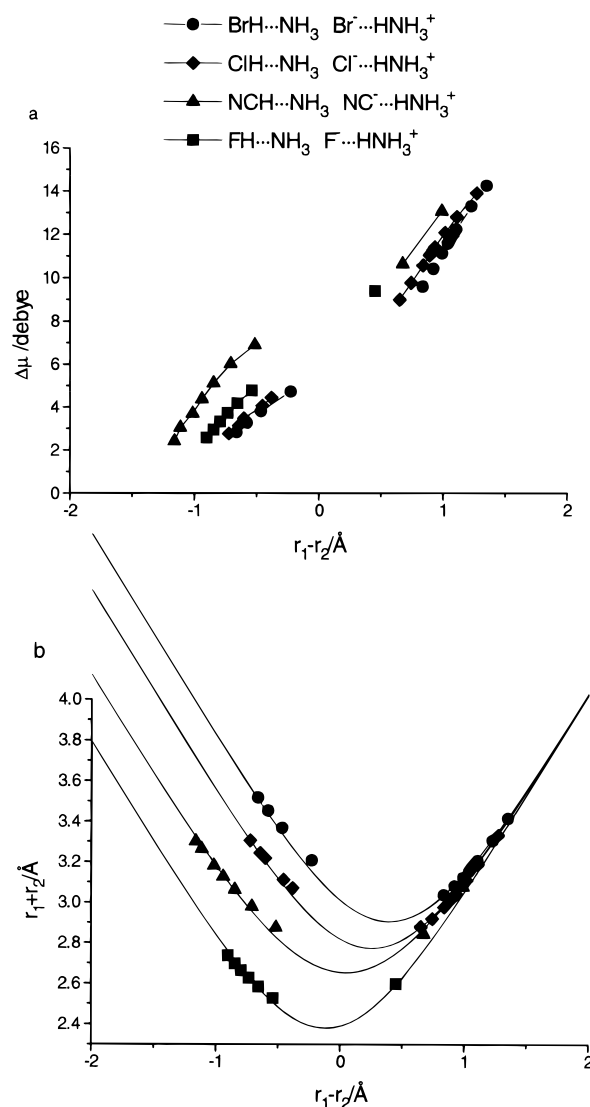 BrH···NH₃ Br⁻···HNH₃⁺
ClH···NH₃ Cl⁻···HNH₃⁺
NCH···NH₃ NC⁻···HNH₃⁺
FH···NH₃ F⁻···HNH₃⁺
a
16
14
12
10
8
6
4
2
0
Δμ/debye
-2 -1 0 1 2
r₁-r₂/Å
b
4.0
3.8
3.6
3.4
3.2
3.0
2.8
2.6
2.4
r₁+r₂/Å
-2 -1 0 1 2
r₁-r₂/Å